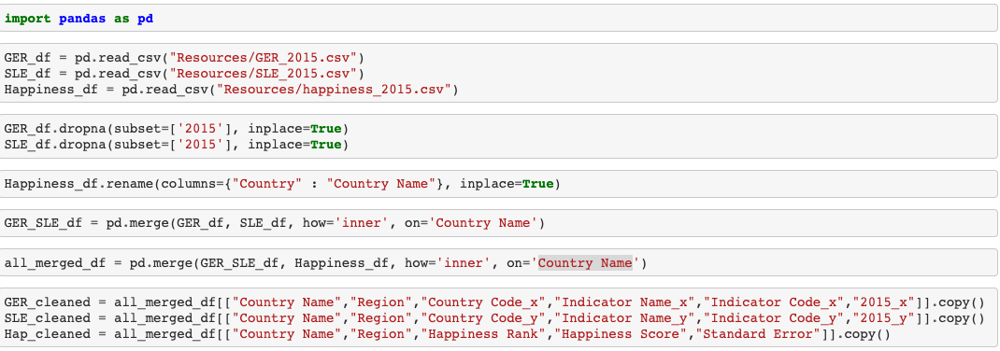 import pandas as pd
GER_df = pd.read_csv("Resources/GER_2015.csv")
SLE_df = pd.read_csv("Resources/SLE_2015.csv")
Happiness_df = pd.read_csv("Resources/happiness_2015.csv")
GER_df.dropna(subset=['2015'], inplace=True)
SLE_df.dropna(subset=['2015'], inplace=True)
Happiness_df.rename(columns={"Country" : "Country Name"}, inplace=True)
GER_SLE_df = pd.merge(GER_df, SLE_df, how='inner', on='Country Name')
all_merged_df = pd.merge(GER_SLE_df, Happiness_df, how='inner', on='Country Name')
GER_cleaned = all_merged_df[["Country Name","Region","Country Code_x","Indicator Name_x","Indicator Code_x","2015_x"]].copy()
SLE_cleaned = all_merged_df[["Country Name","Region","Country Code_y","Indicator Name_y","Indicator Code_y","2015_y"]].copy()
Hap_cleaned = all_merged_df[["Country Name","Region","Happiness Rank","Happiness Score","Standard Error"]].copy()